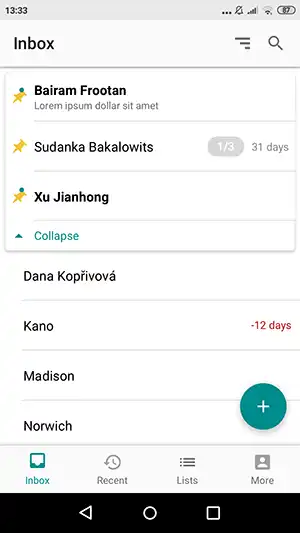 13:33
87
Inbox
Bairam Frootan
Lorem ipsum dollar sit amet
Sudanka Bakalowits 1/3 31 days
Xu Jianhong
Collapse
Dana Kopřivová
Kano -12 days
Madison
Norwich
Inbox Recent Lists More